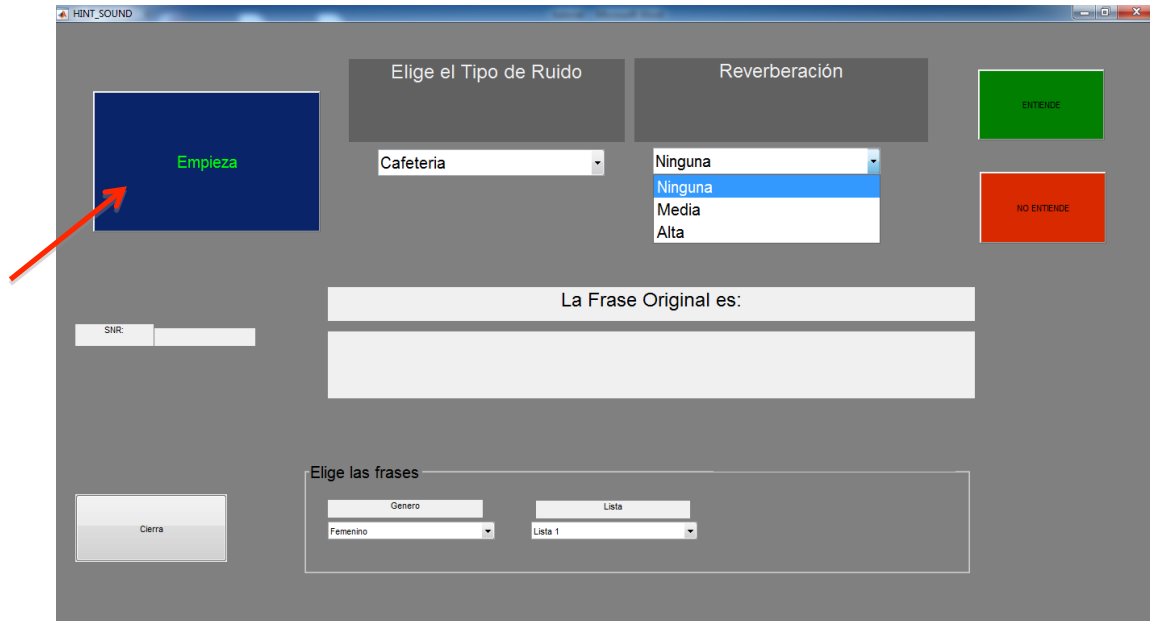 HINT_SOUND
Elige el Tipo de Ruido
Reverberación
ENTIENDE
Empieza
Cafeteria
Ninguna
Ninguna
Media
Alta
NO ENTIENDE
La Frase Original es:
SNR:
Elige las frases
Genero
Lista
Femenino
Lista 1
Cierra